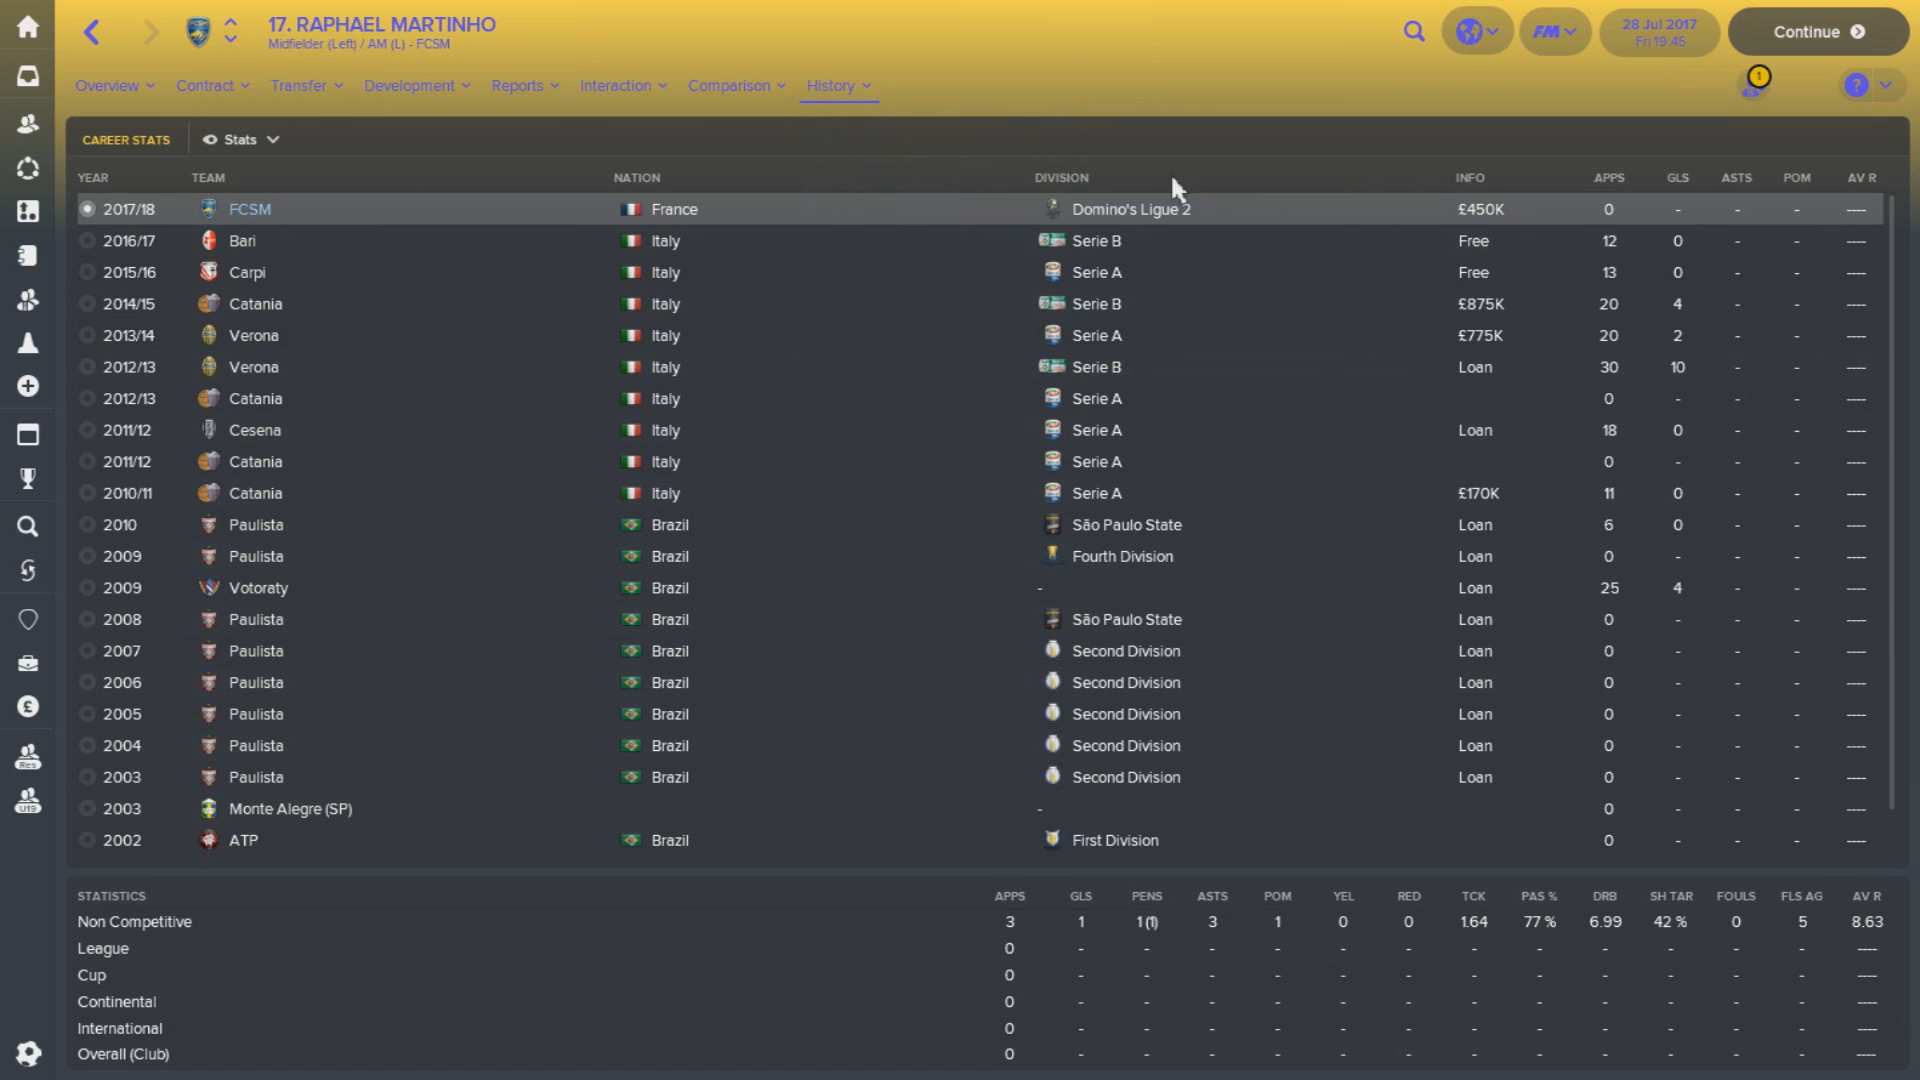 17. RAPHAEL MARTINHO
Midfielder (Left) / AM (L) - FCSM
FM
28 Jul 2017
Fri 19:45
Continue
Overview Contract Transfer Development Reports Interaction Comparison History
1
?
CAREER STATS Stats
YEAR TEAM NATION DIVISION INFO APPS GLS ASTS POM AV R
2017/18 FCSM France Domino's Ligue 2 £450K 0 - - - ----
2016/17 Bari Italy Serie B Free 12 0 - - ----
2015/16 Carpi Italy Serie A Free 13 0 - - ----
2014/15 Catania Italy Serie B £875K 20 4 - - ----
2013/14 Verona Italy Serie A £775K 20 2 - - ----
2012/13 Verona Italy Serie B Loan 30 10 - - ----
2012/13 Catania Italy Serie A 0 - - - ----
2011/12 Cesena Italy Serie A Loan 18 0 - - ----
2011/12 Catania Italy Serie A 0 - - - ----
2010/11 Catania Italy Serie A £170K 11 0 - - ----
2010 Paulista Brazil São Paulo State Loan 6 0 - - ----
2009 Paulista Brazil Fourth Division Loan 0 - - - ----
2009 Votoraty Brazil - Loan 25 4 - - ----
2008 Paulista Brazil São Paulo State Loan 0 - - - ----
2007 Paulista Brazil Second Division Loan 0 - - - ----
2006 Paulista Brazil Second Division Loan 0 - - - ----
2005 Paulista Brazil Second Division Loan 0 - - - ----
2004 Paulista Brazil Second Division Loan 0 - - - ----
2003 Paulista Brazil Second Division Loan 0 - - - ----
2003 Monte Alegre (SP) - 0 - - - ----
2002 ATP Brazil First Division 0 - - - ----
Res
U19
STATISTICS APPS GLS PENS ASTS POM YEL RED TCK PAS % DRB SH TAR FOULS FLS AG AV R
Non Competitive 3 1 1 (1) 3 1 0 0 1.64 77 % 6.99 42 % 0 5 8.63
League 0 - - - - - - - - - - - - ----
Cup 0 - - - - - - - - - - - - ----
Continental 0 - - - - - - - - - - - - ----
International 0 - - - - - - - - - - - - ----
Overall (Club) 0 - - - - - - - - - - - - ----